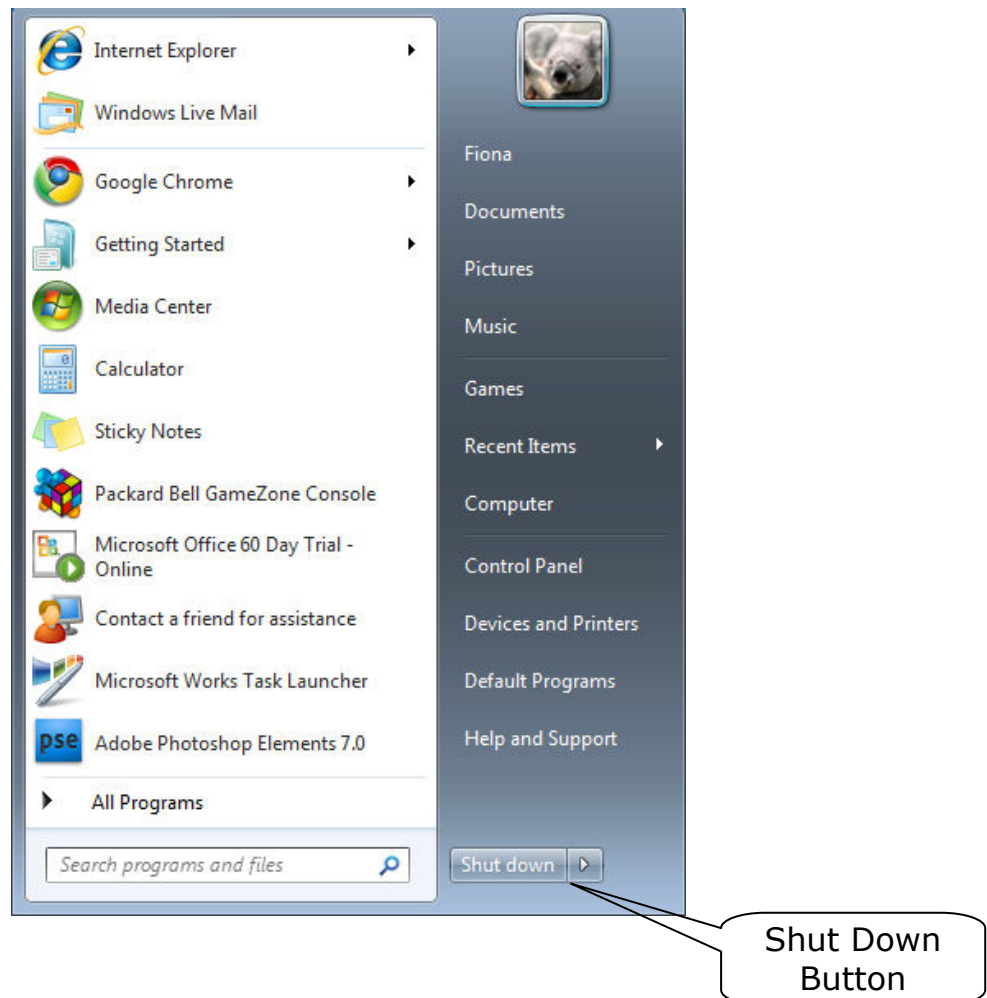 Internet Explorer
Windows Live Mail
Google Chrome
Getting Started
Media Center
Calculator
Sticky Notes
Packard Bell GameZone Console
Microsoft Office 60 Day Trial -
Online
Contact a friend for assistance
Microsoft Works Task Launcher
pse
Adobe Photoshop Elements 7.0
All Programs
Search programs and files
Fiona
Documents
Pictures
Music
Games
Recent Items
Computer
Control Panel
Devices and Printers
Default Programs
Help and Support
Shut down
Shut Down
Button